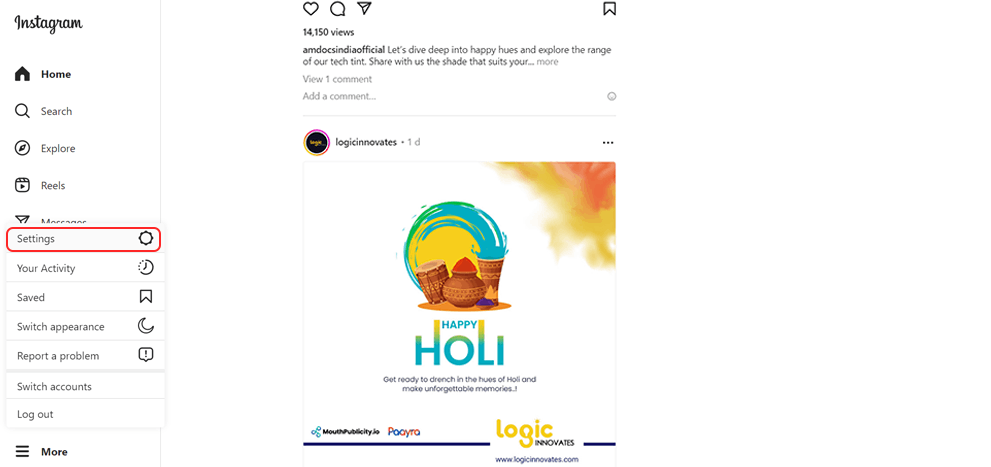 Instagram
Home
Search
Explore
Reels
Messages
Settings
Your Activity
Saved
Switch appearance
Report a problem
Switch accounts
Log out
More
14,150 views
amdocsindiaofficial Let's dive deep into happy hues and explore the range
of our tech tint. Share with us the shade that suits your... more
View 1 comment
Add a comment...
logicinnovates • 1 d
logic
HAPPY
HOLI
Get ready to drench in the hues of Holi and
make unforgettable memories..!
MouthPublicity.io Paayra
logic
INNOVATES
www.logicinnovates.com